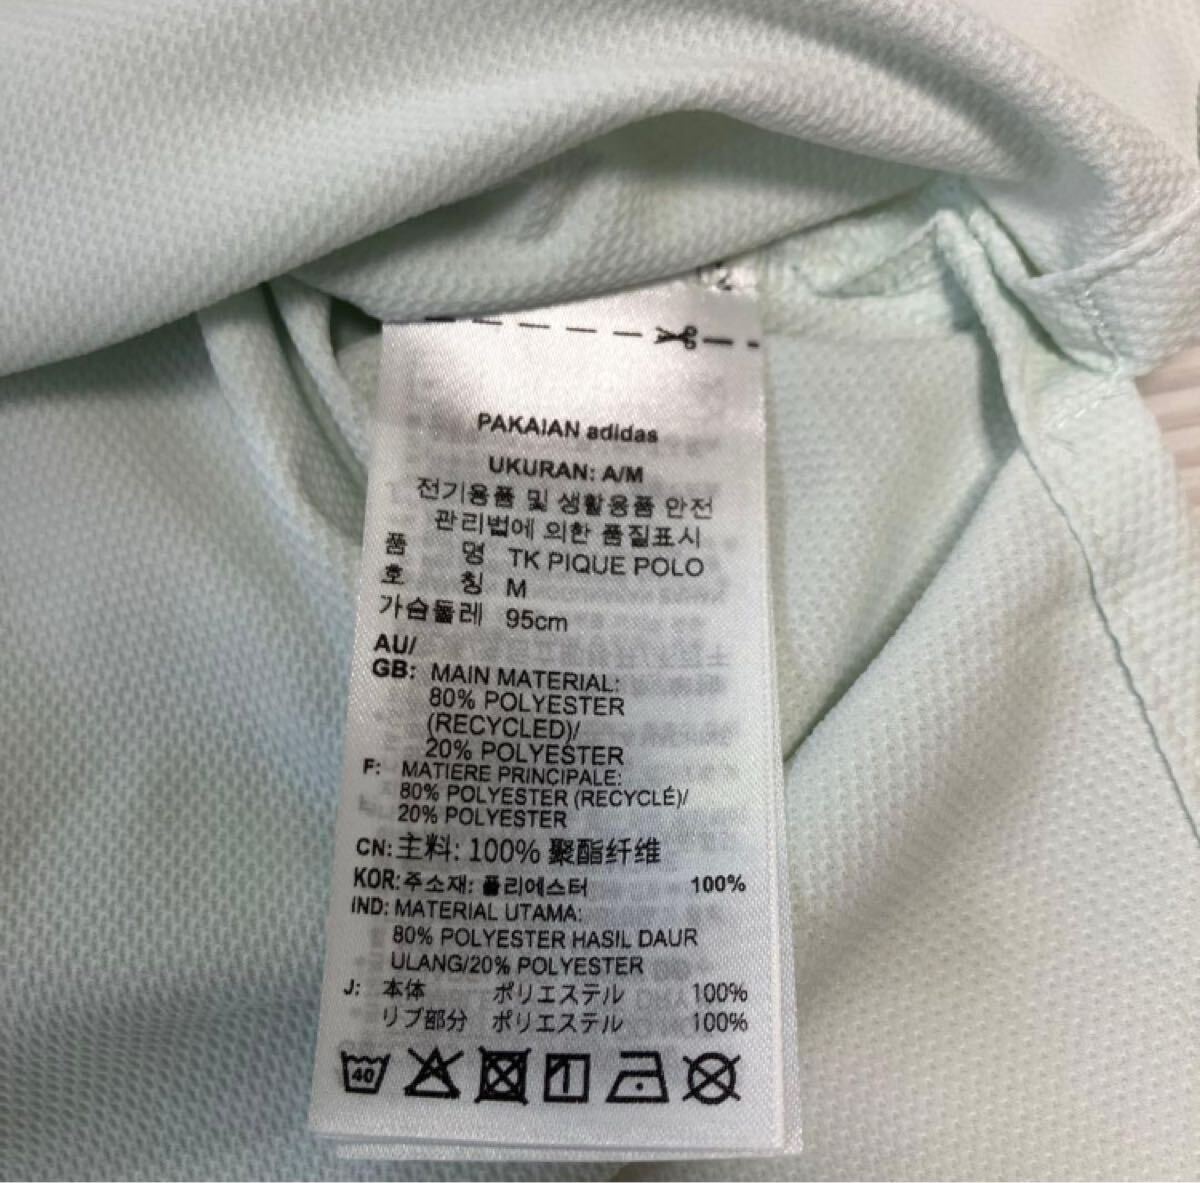 PAKAIAN adidas
UKURAN: A/M
전기용품 및 생활용품 안전
관리법에 의한 품질표시
품 명 TK PIQUE POLO
호 칭 M
가슴둘레 95cm
AU/
GB: MAIN MATERIAL:
80% POLYESTER
(RECYCLED)/
20% POLYESTER
F: MATIERE PRINCIPALE:
80% POLYESTER (RECYCLÉ)/
20% POLYESTER
CN: 主料: 100% 聚酯纤维
KOR: 주소재: 폴리에스터 100%
IND: MATERIAL UTAMA:
80% POLYESTER HASIL DAUR
ULANG/20% POLYESTER
J: 本体 ポリエステル 100%
リブ部分 ポリエステル 100%
40